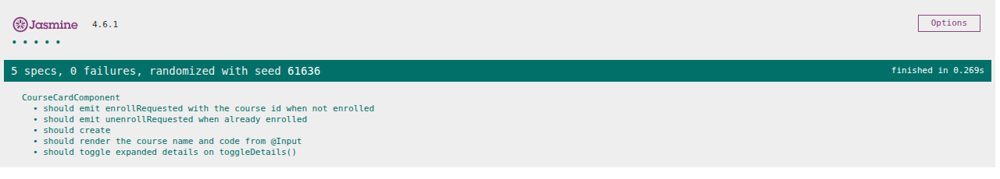 Jasmine 4.6.1 Options
• • • • •
5 specs, 0 failures, randomized with seed 61636 finished in 0.269s
CourseCardComponent
• should emit enrollRequested with the course id when not enrolled
• should emit unenrollRequested when already enrolled
• should create
• should render the course name and code from @Input
• should toggle expanded details on toggleDetails()